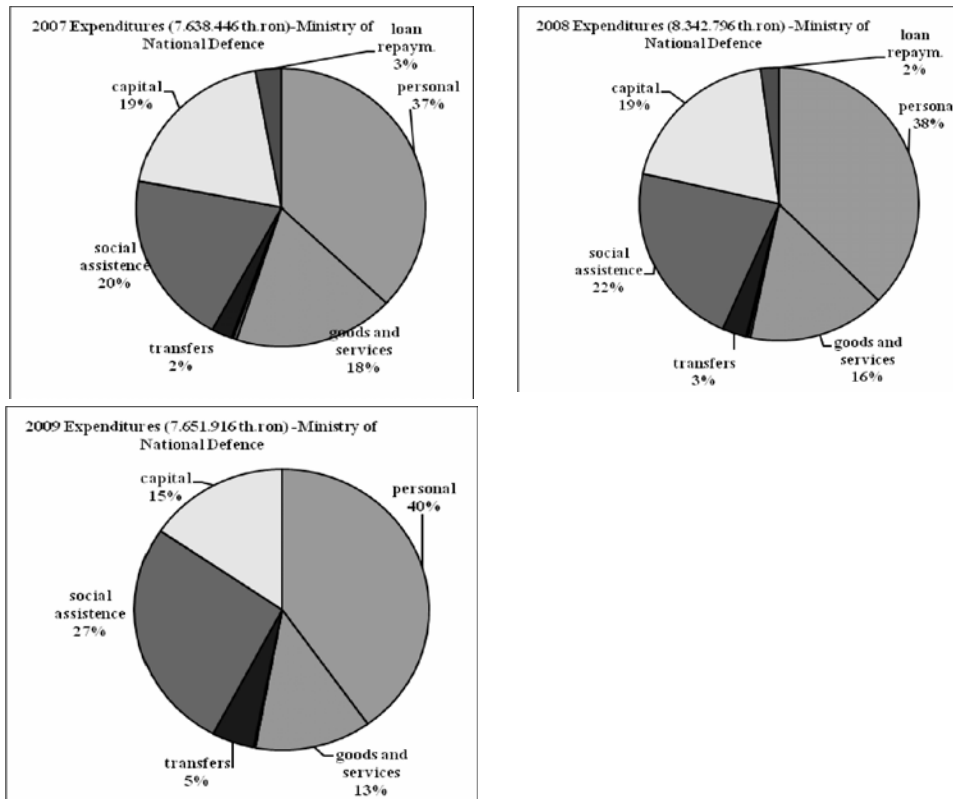 2007 Expenditures (7.638.446 th.ron)-Ministry of
National Defence
loan
repaym.
3%
personal
37%
capital
19%
social
assistence
20%
transfers
2%
goods and
services
18%
2008 Expenditures (8.342.796 th.ron) -Ministry of
National Defence
loan
repaym.
2%
personal
38%
capital
19%
social
assistence
22%
transfers
3%
goods and
services
16%
2009 Expenditures (7.651.916 th.ron) -Ministry of
National Defence
capital
15%
personal
40%
social
assistence
27%
transfers
5%
goods and
services
13%